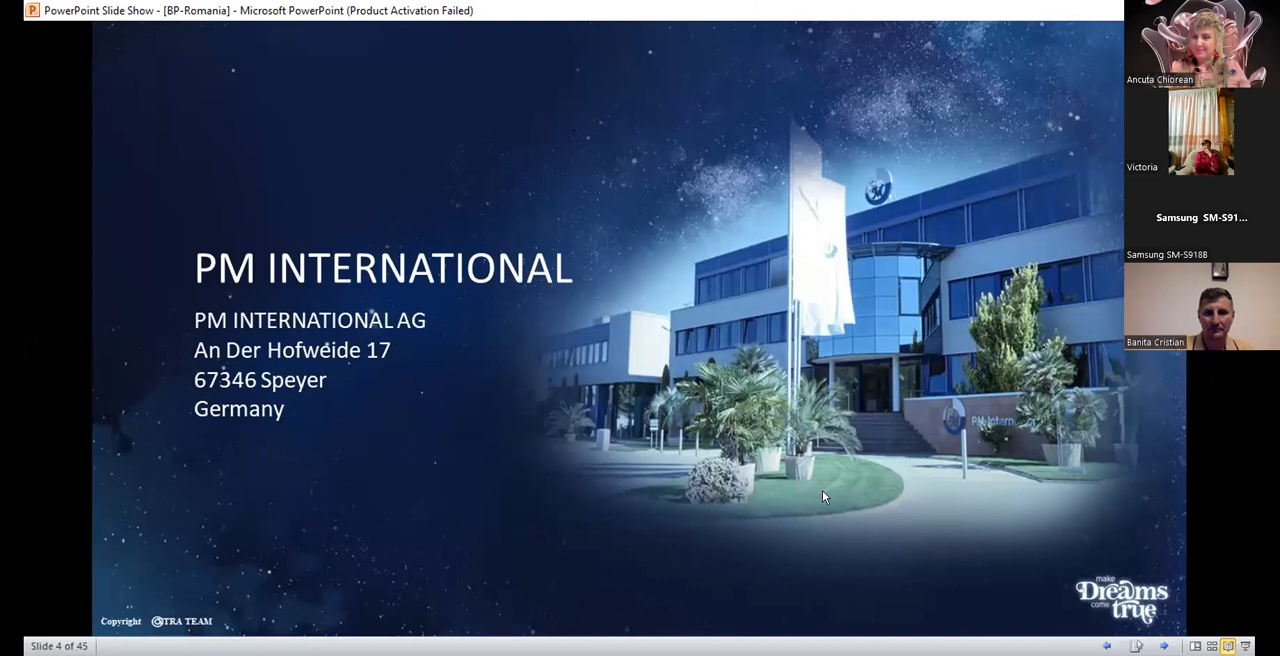 PowerPoint Slide Show - [BP-Romania] - Microsoft PowerPoint (Product Activation Failed)
Ancuta Chiorean
Victoria
Samsung SM-S91...
Samsung SM-S918B
Banita Cristian
PM INTERNATIONAL
PM INTERNATIONAL AG
An Der Hofweide 17
67346 Speyer
Germany
PM-Intern
make
Dreams
come
true
Copyright
TRA TEAM
Slide 4 of 45